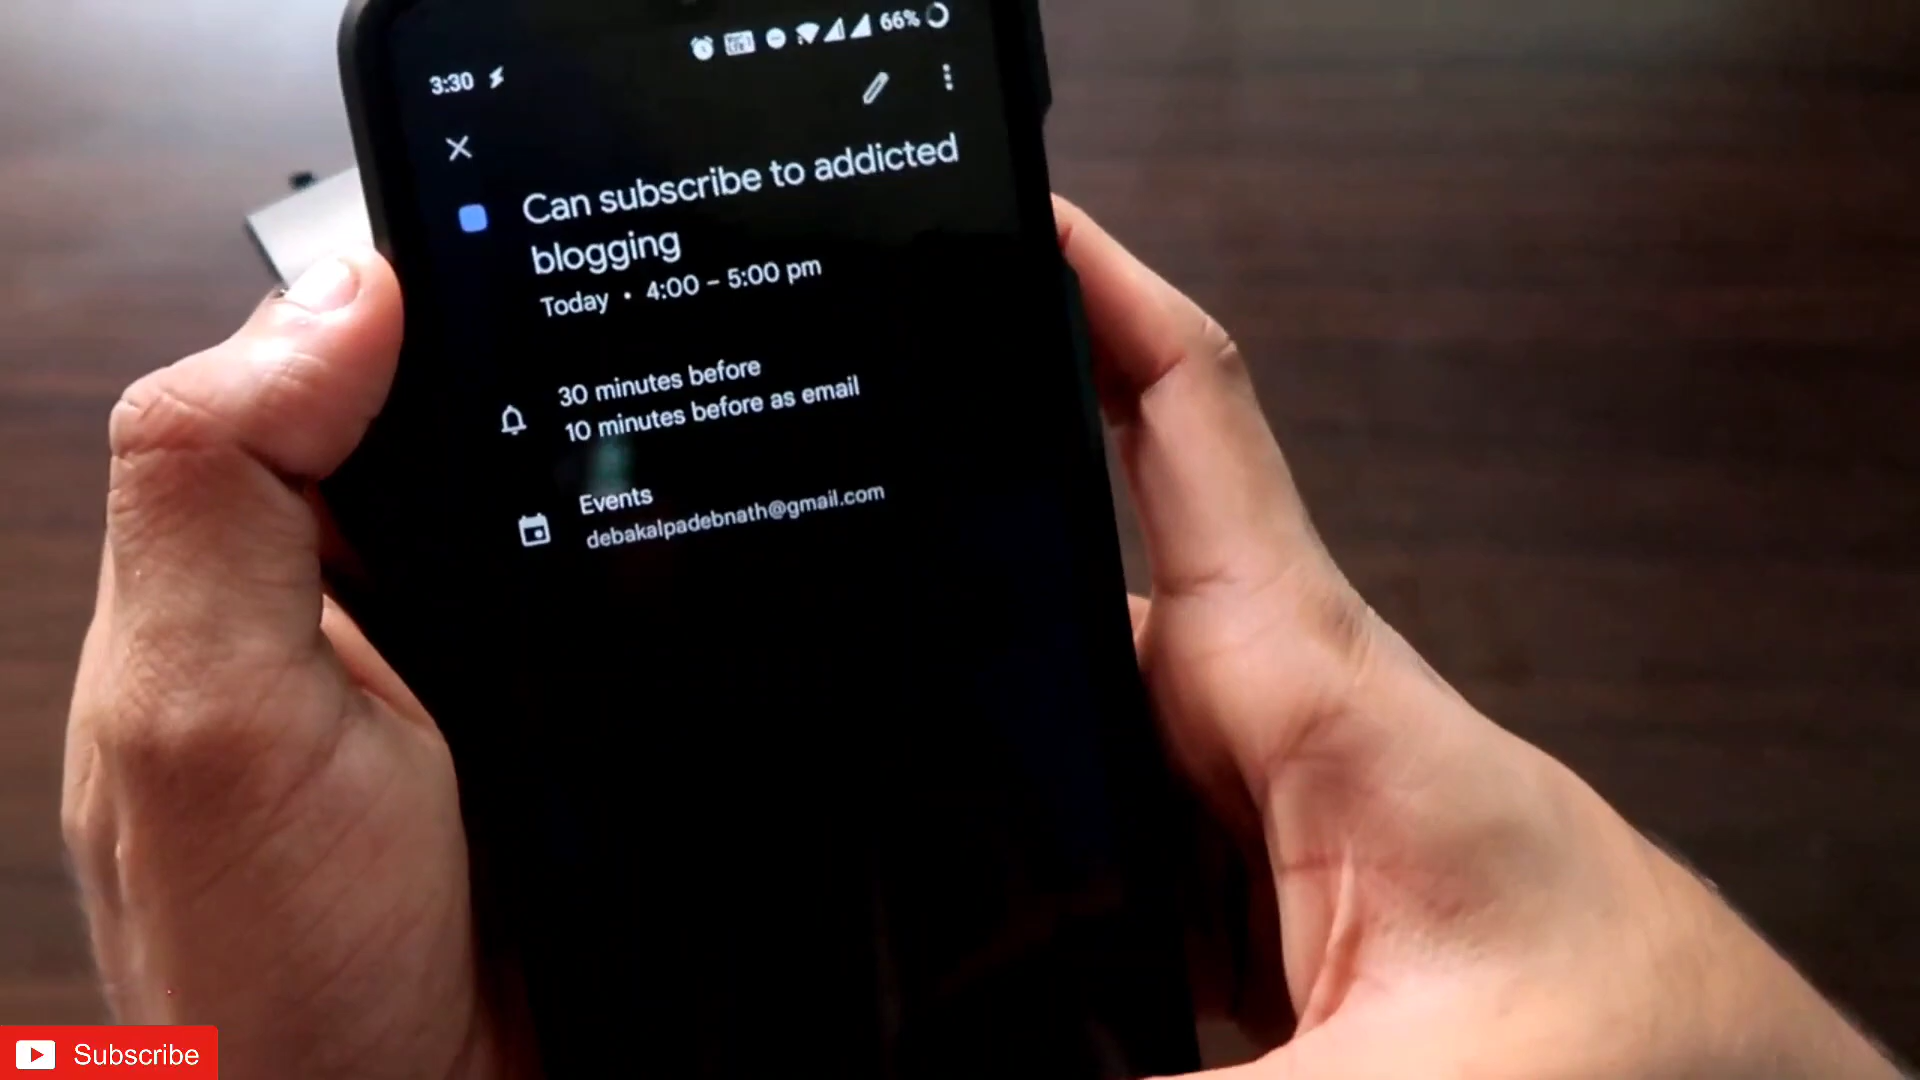 3:30
66%
Can subscribe to addicted
blogging
Today • 4:00 – 5:00 pm
30 minutes before
10 minutes before as email
Events
debakalpadebnath@gmail.com
Subscribe